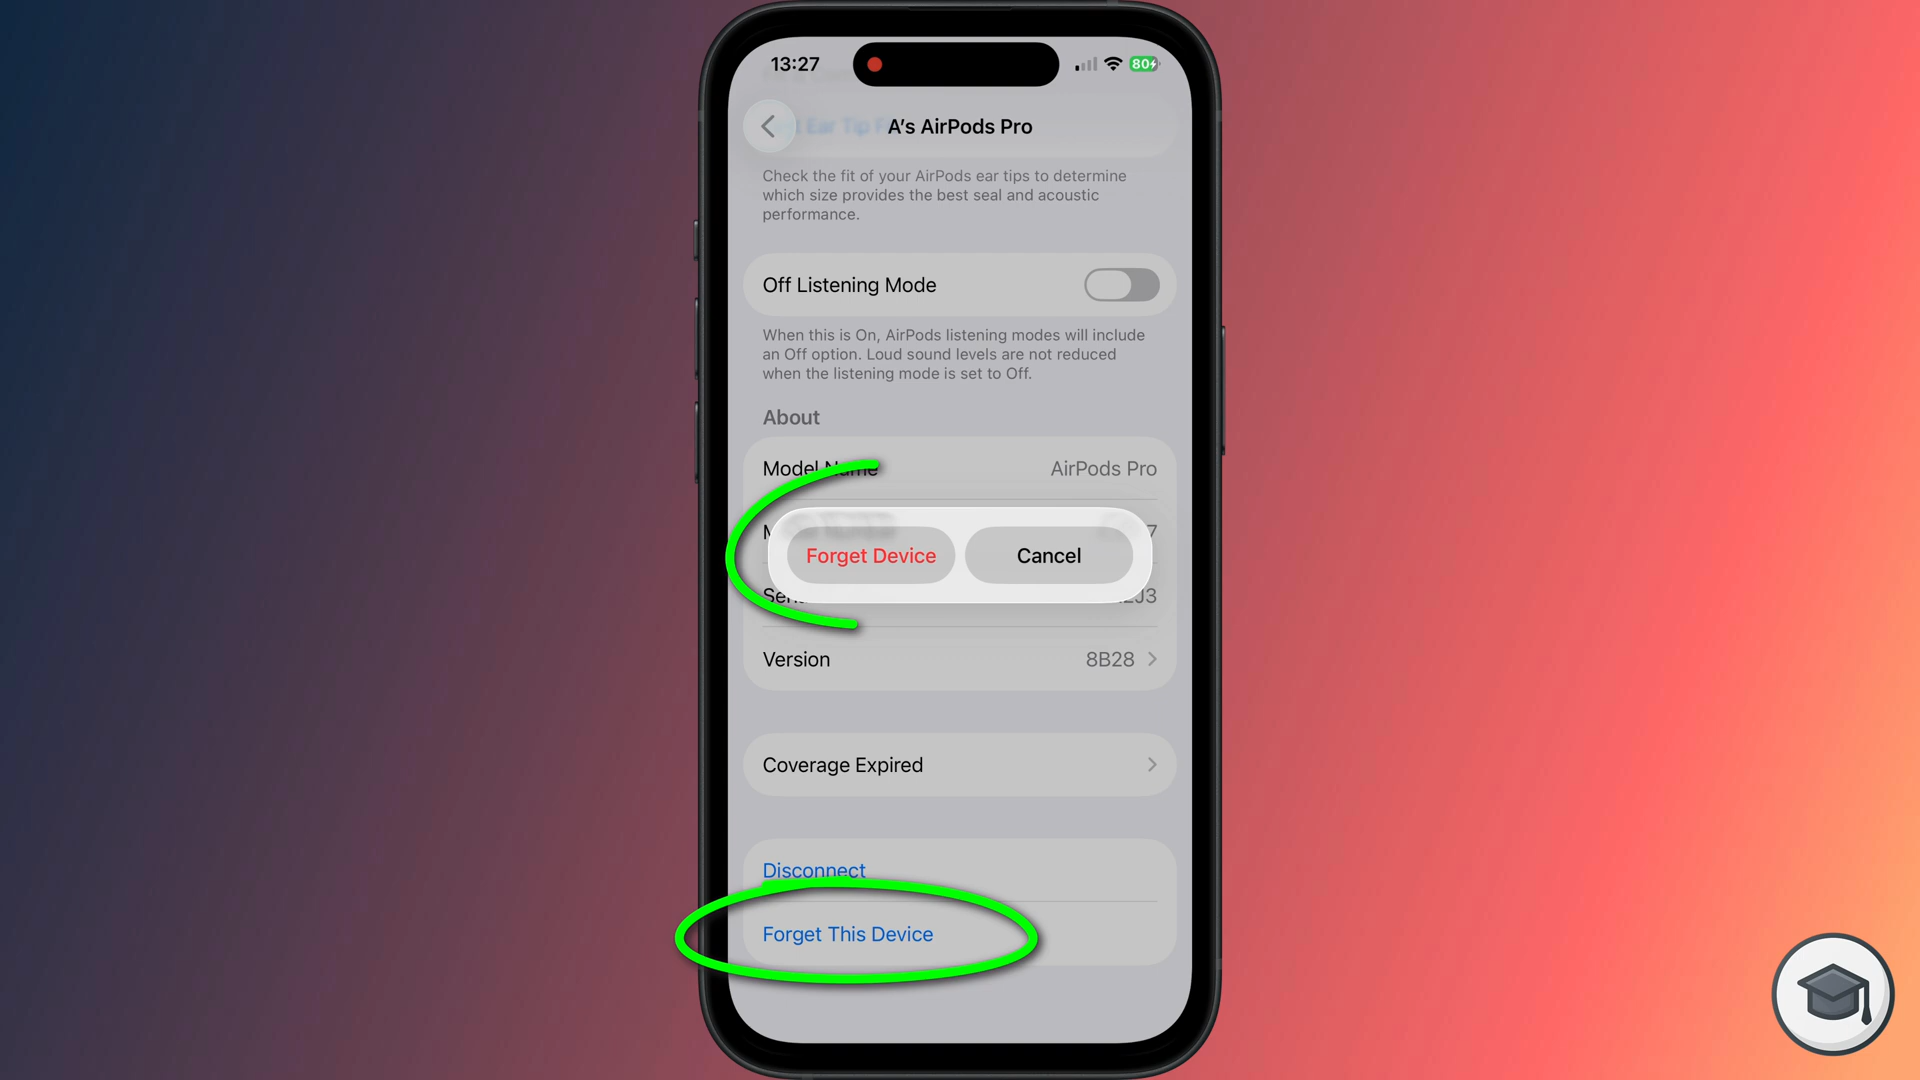 13:27
80
A's AirPods Pro
Check the fit of your AirPods ear tips to determine
which size provides the best seal and acoustic
performance.
Off Listening Mode
When this is On, AirPods listening modes will include
an Off option. Loud sound levels are not reduced
when the listening mode is set to Off.
About
Model Name AirPods Pro
Forget Device Cancel
Version 8B28
Coverage Expired
Disconnect
Forget This Device